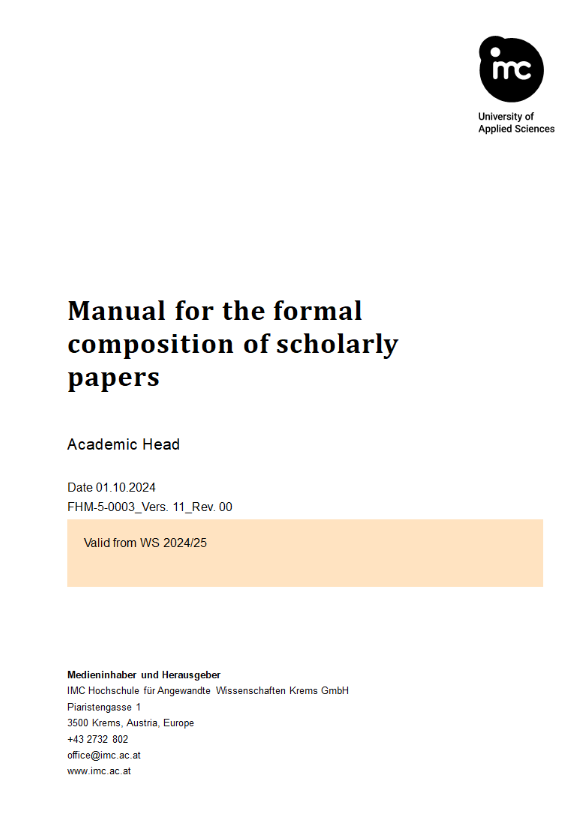 imc
University of
Applied Sciences
Manual for the formal
composition of scholarly
papers
Academic Head
Date 01.10.2024
FHM-5-0003_Vers. 11_Rev. 00
Valid from WS 2024/25
Medieninhaber und Herausgeber
IMC Hochschule für Angewandte Wissenschaften Krems GmbH
Piaristengasse 1
3500 Krems, Austria, Europe
+43 2732 802
office@imc.ac.at
www.imc.ac.at